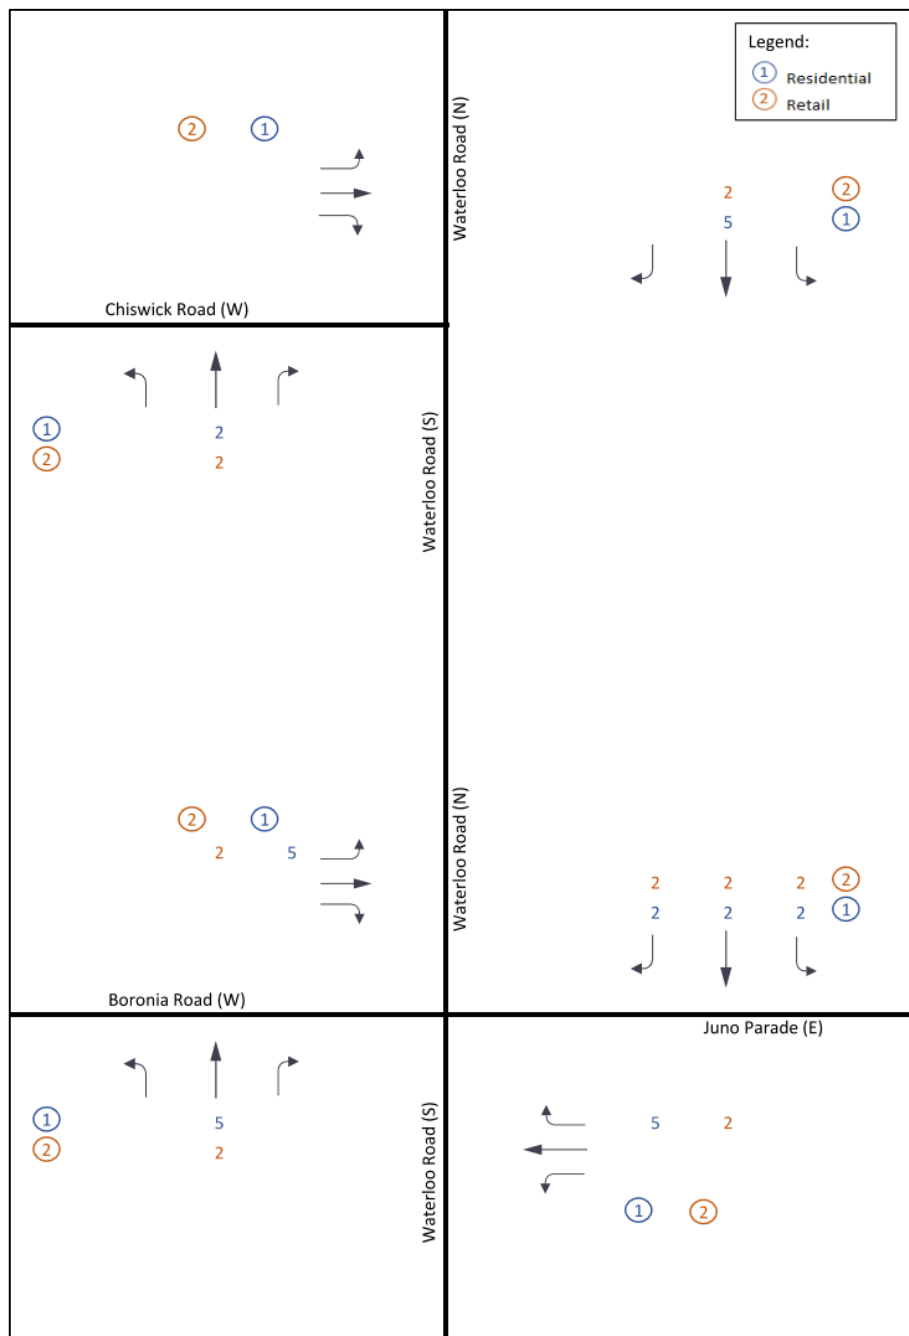 Legend:
1 Residential
2 Retail
Waterloo Road (N)
2 1
2 2
5 1
Chiswick Road (W)
1 2
2 2
Waterloo Road (S)
2 1
2 5
Waterloo Road (N)
2 2 2 2
2 2 2 1
Boronia Road (W)
Juno Parade (E)
1 5
2 2
Waterloo Road (S)
5 2
1 2